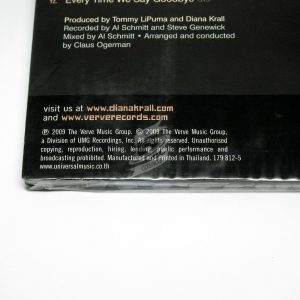 12 Every Time We Say Goodbye
Produced by Tommy LiPuma and Diana Krall
Recorded by Al Schmitt and Steve Genewick
Mixed by Al Schmitt • Arranged and conducted
by Claus Ogerman
visit us at www.dianakrall.com
and www.ververecords.com
℗ 2009 The Verve Music Group. © 2009 The Verve Music Group,
a Division of UMG Recordings, Inc. All rights reserved. Unauthorised
copying, reproduction, hiring, lending, public performance and
broadcasting prohibited. Manufactured and Printed in Thailand. 179 812-5
www.universalmusic.co.th